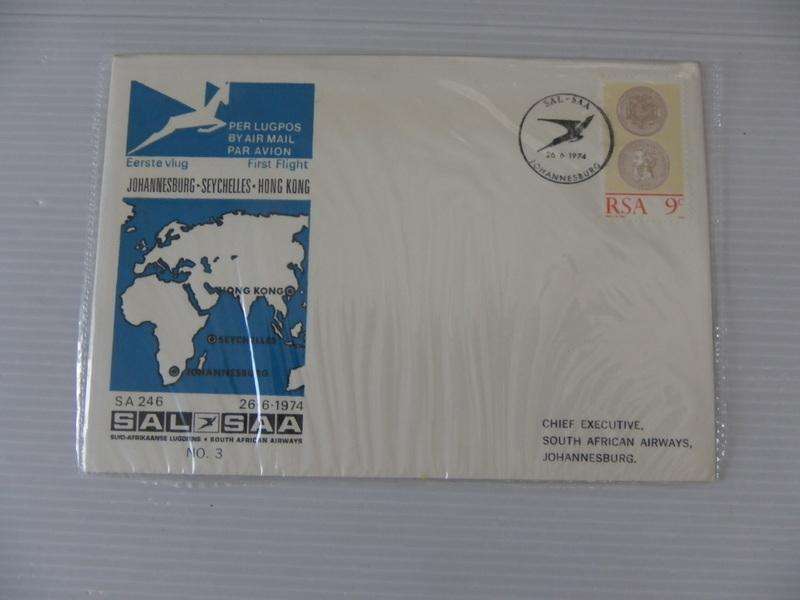 PER LUGPOS
BY AIR MAIL
PAR AVION
Eerste vlug First Flight
JOHANNESBURG-SEYCHELLES-HONG KONG
HONG KONG
SEYCHELLES
JOHANNESBURG
SA 246 26-6-1974
SAL SAA
SUID-AFRIKAANSE LUGDIENS • SOUTH AFRICAN AIRWAYS
NO. 3
SAL-SAA
26·6·1974
JOHANNESBURG
RSA 9c
CHIEF EXECUTIVE,
SOUTH AFRICAN AIRWAYS,
JOHANNESBURG.